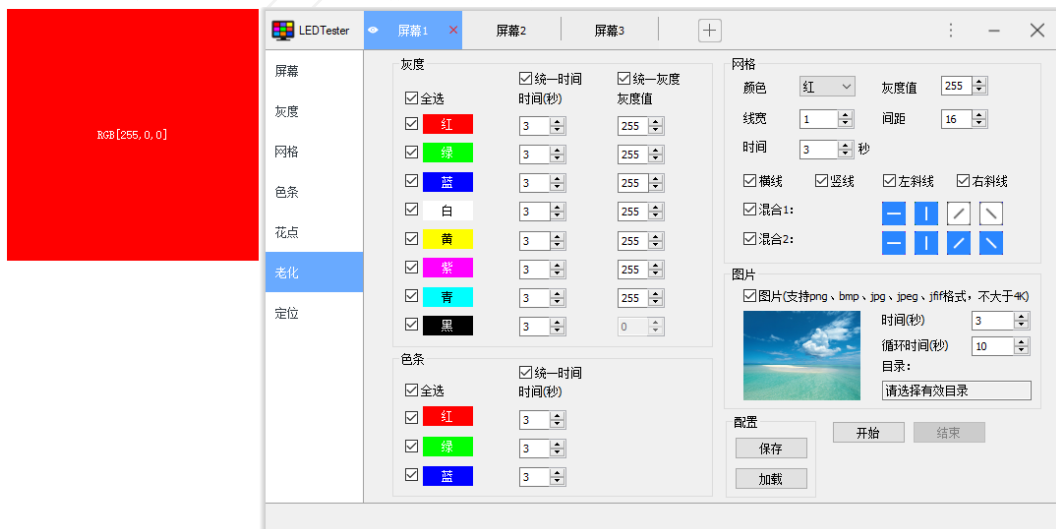 RGB[255,0,0]
LEDTester
屏幕1
屏幕2
屏幕3
屏幕
灰度
网格
色条
花点
老化
定位
灰度
统一时间 统一灰度
全选 时间(秒) 灰度值
红 3 255
绿 3 255
蓝 3 255
白 3 255
黄 3 255
紫 3 255
青 3 255
黑 3 0
色条
统一时间
全选 时间(秒)
红 3
绿 3
蓝 3
网格
颜色 红 灰度值 255
线宽 1 间距 16
时间 3 秒
横线 竖线 左斜线 右斜线
混合1:
混合2:
图片
图片(支持png、bmp、jpg、jpeg、jfif格式，不大于4K)
时间(秒) 3
循环时间(秒) 10
目录:
请选择有效目录
配置
保存
加载
开始 结束